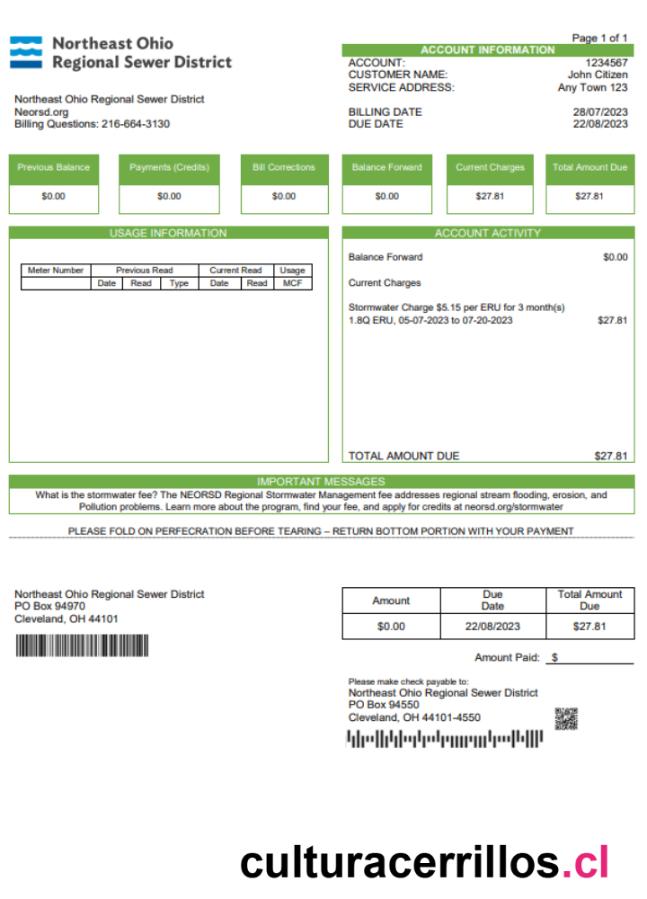 Northeast Ohio
Regional Sewer District
Page 1 of 1
ACCOUNT INFORMATION
ACCOUNT: 1234567
CUSTOMER NAME: John Citizen
SERVICE ADDRESS: Any Town 123
Northeast Ohio Regional Sewer District
Neorsd.org
Billing Questions: 216-664-3130
BILLING DATE 28/07/2023
DUE DATE 22/08/2023
Previous Balance Payments (Credits) Bill Corrections Balance Forward Current Charges Total Amount Due
$0.00 $0.00 $0.00 $0.00 $27.81 $27.81
USAGE INFORMATION
Meter Number Previous Read Current Read Usage
Date Read Type Date Read MCF
ACCOUNT ACTIVITY
Balance Forward $0.00
Current Charges
Stormwater Charge $5.15 per ERU for 3 month(s)
1.8Q ERU, 05-07-2023 to 07-20-2023 $27.81
TOTAL AMOUNT DUE $27.81
IMPORTANT MESSAGES
What is the stormwater fee? The NEORSD Regional Stormwater Management fee addresses regional stream flooding, erosion, and
Pollution problems. Learn more about the program, find your fee, and apply for credits at neorsd.org/stormwater
PLEASE FOLD ON PERFECRATION BEFORE TEARING – RETURN BOTTOM PORTION WITH YOUR PAYMENT
Northeast Ohio Regional Sewer District
PO Box 94970
Cleveland, OH 44101
Amount Due Date Total Amount Due
$0.00 22/08/2023 $27.81
Amount Paid: $
Please make check payable to:
Northeast Ohio Regional Sewer District
PO Box 94550
Cleveland, OH 44101-4550
culturacerrillos.cl